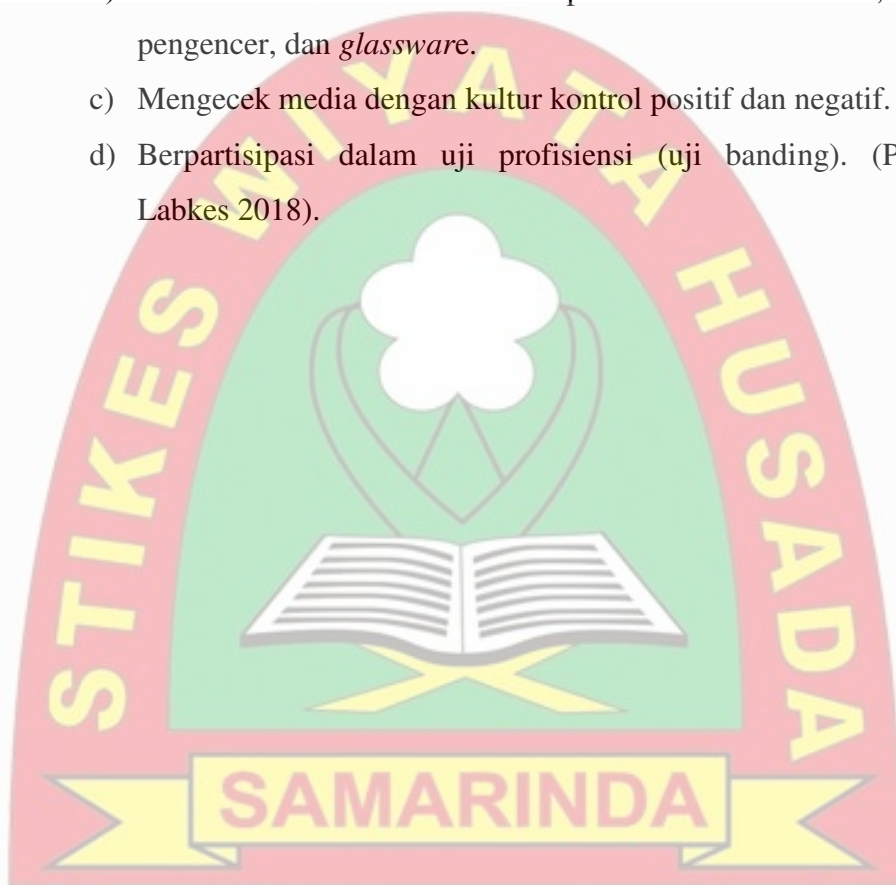 pengencer, dan glassware.
c) Mengecek media dengan kultur kontrol positif dan negatif.
d) Berpartisipasi dalam uji profisiensi (uji banding). (P
Labkes 2018).
STIKES WIYATA HUSADA
SAMARINDA